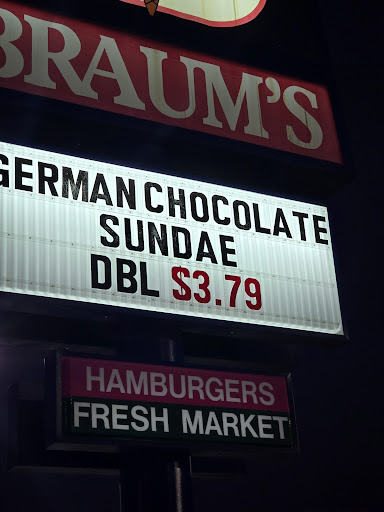 BRAUM'S
GERMAN CHOCOLATE
SUNDAE
DBL $3.79
HAMBURGERS
FRESH MARKET